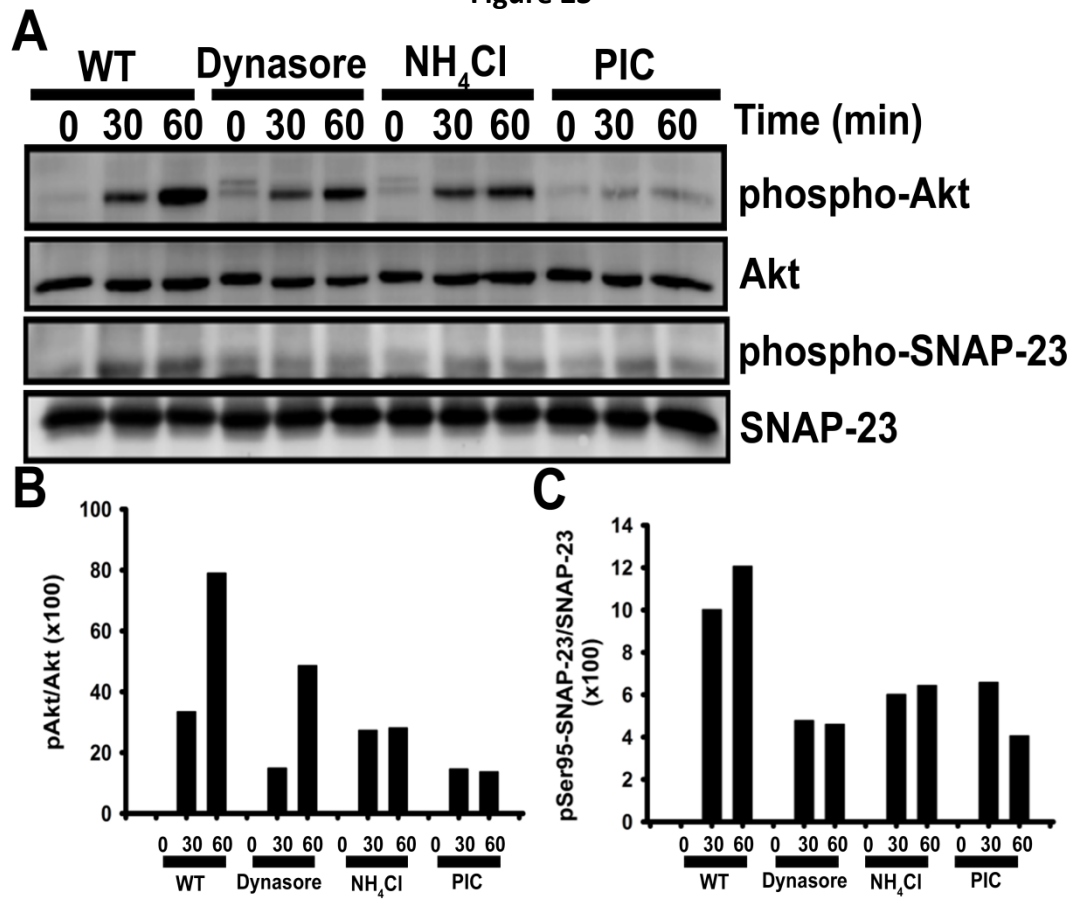 A
WT Dynasore NH4Cl PIC
0 30 60 0 30 60 0 30 60 0 30 60 Time (min)
phospho-Akt
Akt
phospho-SNAP-23
SNAP-23
B
100
80
60
40
20
0
pAkt/Akt (x100)
0 30 60 0 30 60 0 30 60 0 30 60
WT Dynasore NH4Cl PIC
C
14
12
10
8
6
4
2
0
pSer95-SNAP-23/SNAP-23
(x100)
0 30 60 0 30 60 0 30 60 0 30 60
WT Dynasore NH4Cl PIC